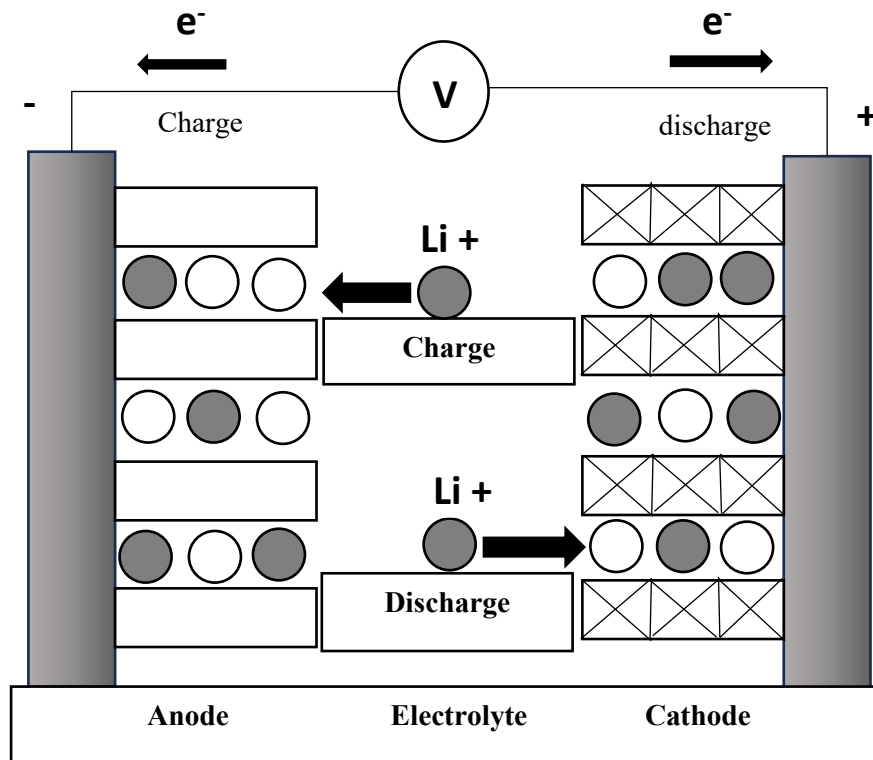 e-
e-
V
-
+
Charge
discharge
Li +
Charge
Li +
Discharge
Anode
Electrolyte
Cathode